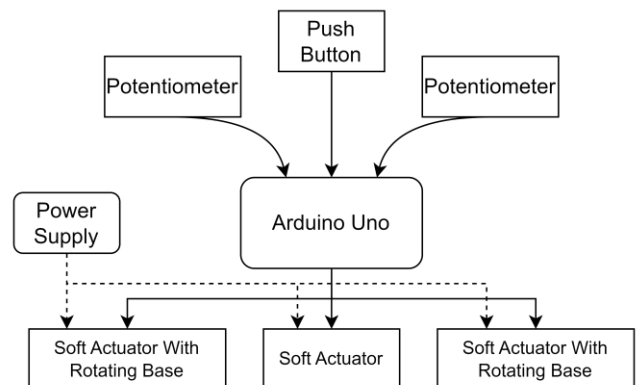 Push
Button
Potentiometer
Potentiometer
Arduino Uno
Power
Supply
Soft Actuator With
Rotating Base
Soft Actuator
Soft Actuator With
Rotating Base